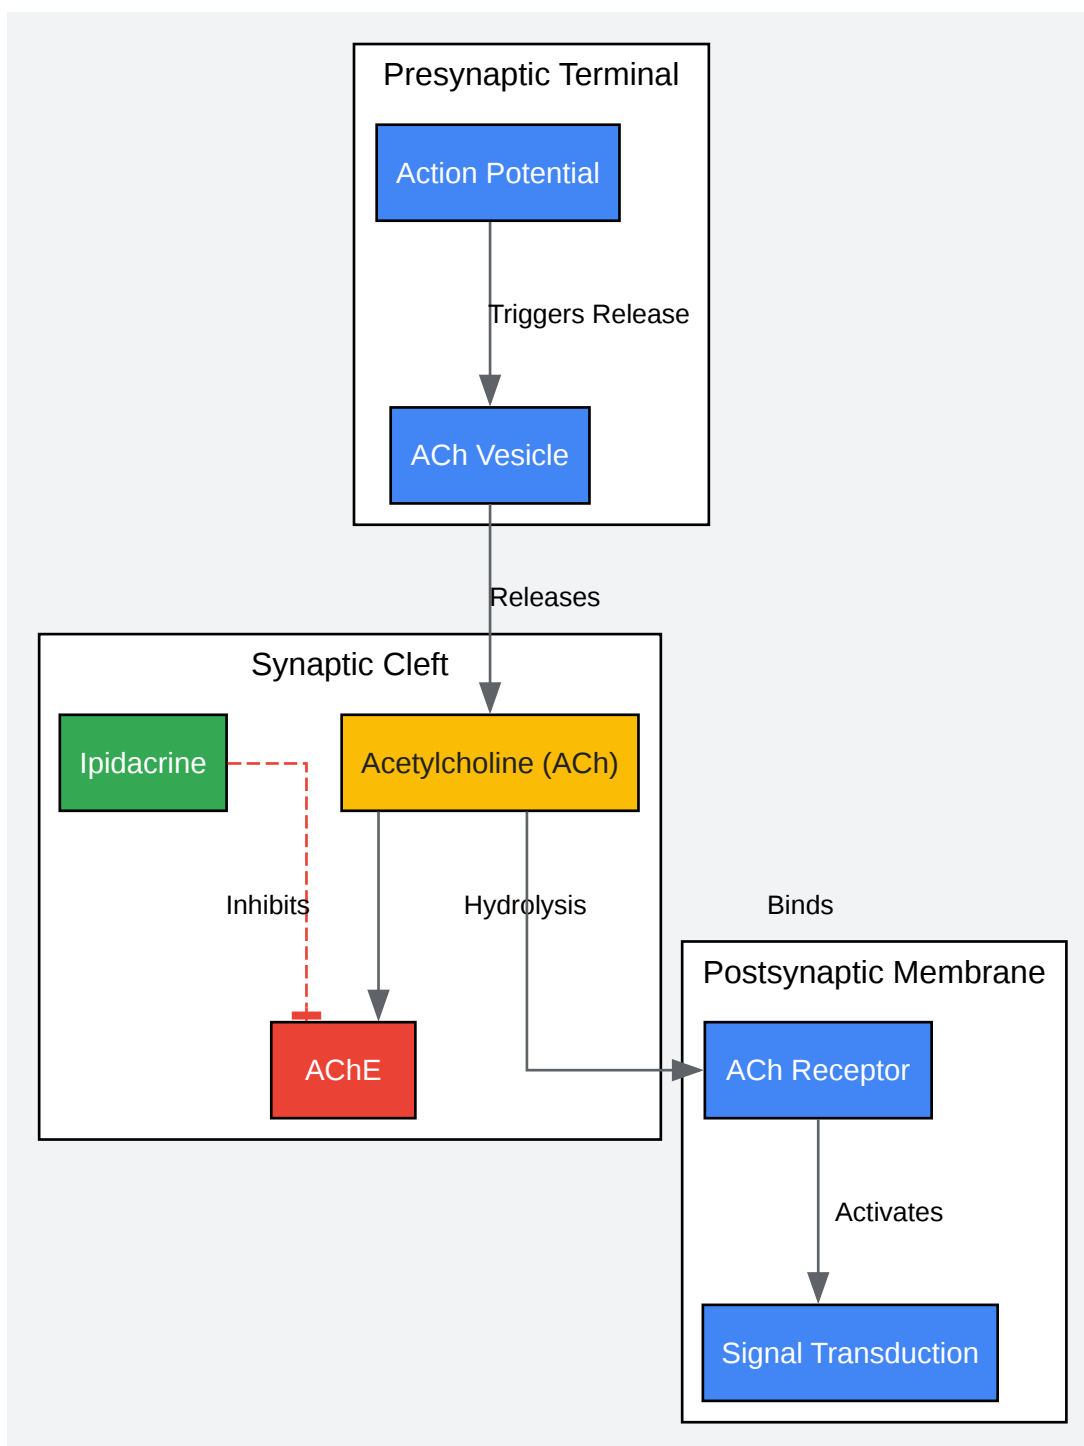 Presynaptic Terminal
Action Potential
Triggers Release
ACh Vesicle
Releases
Synaptic Cleft
Ipidacrine
Acetylcholine (ACh)
Inhibits
Hydrolysis
Binds
Postsynaptic Membrane
AChE
ACh Receptor
Activates
Signal Transduction